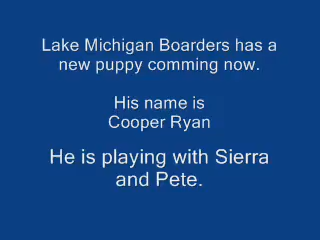 Lake Michigan Boarders has a
new puppy comming now.
His name is
Cooper Ryan
He is playing with Sierra
and Pete.